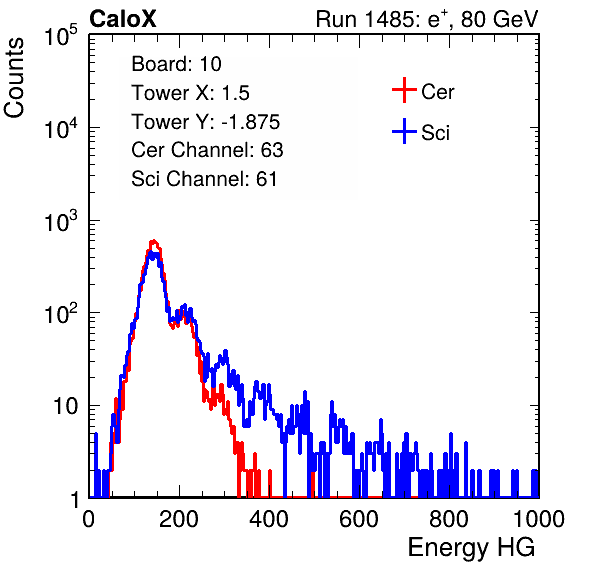 CaloX Run 1485: e⁺, 80 GeV
Counts
10⁵
10⁴
10³
10²
10
1
Board: 10
Tower X: 1.5
Tower Y: -1.875
Cer Channel: 63
Sci Channel: 61
Cer
Sci
0 200 400 600 800 1000
Energy HG